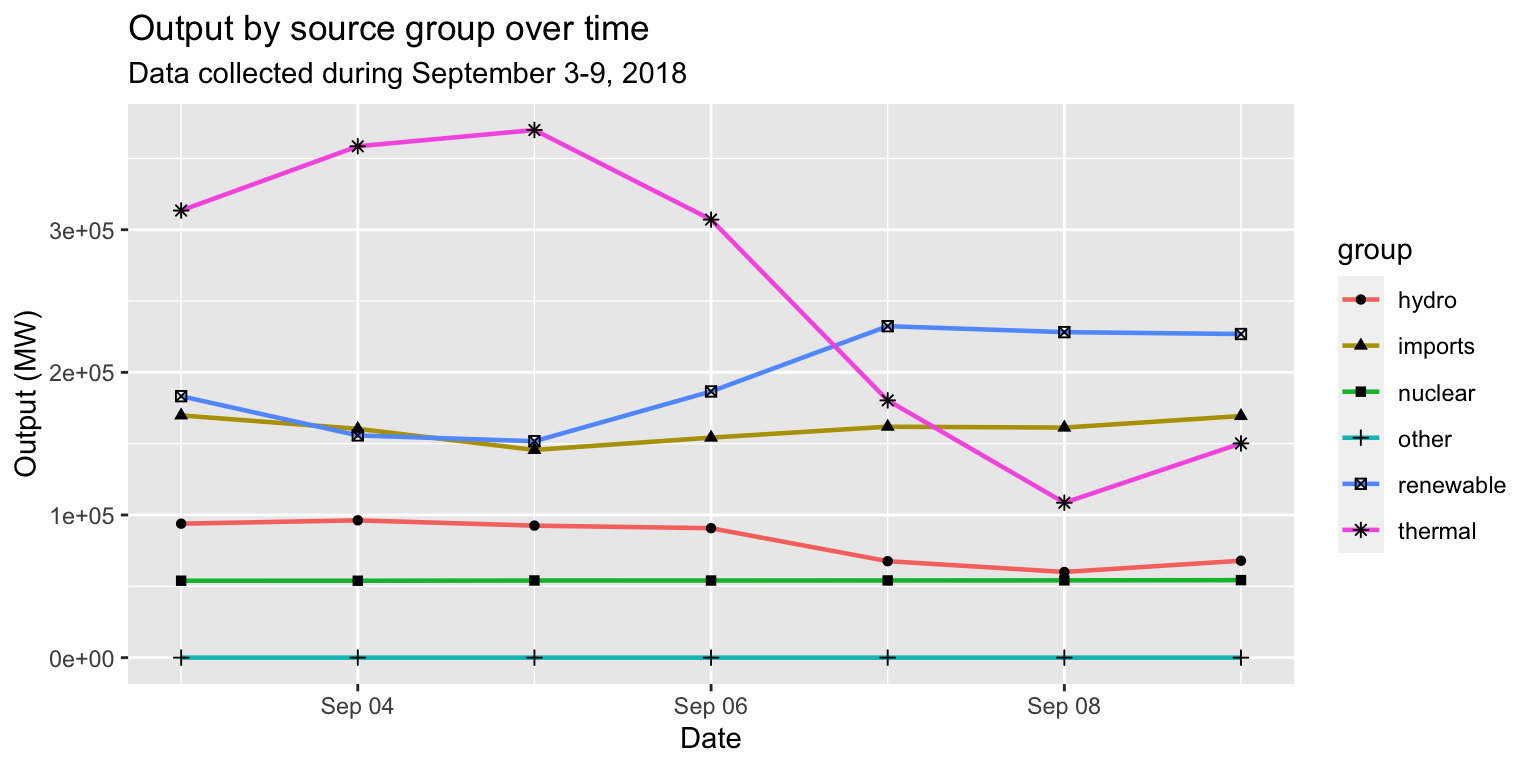 Output by source group over time
Data collected during September 3-9, 2018
Output (MW)
3e+05
2e+05
1e+05
0e+00
Sep 04
Sep 06
Sep 08
Date
group
hydro
imports
nuclear
other
renewable
thermal